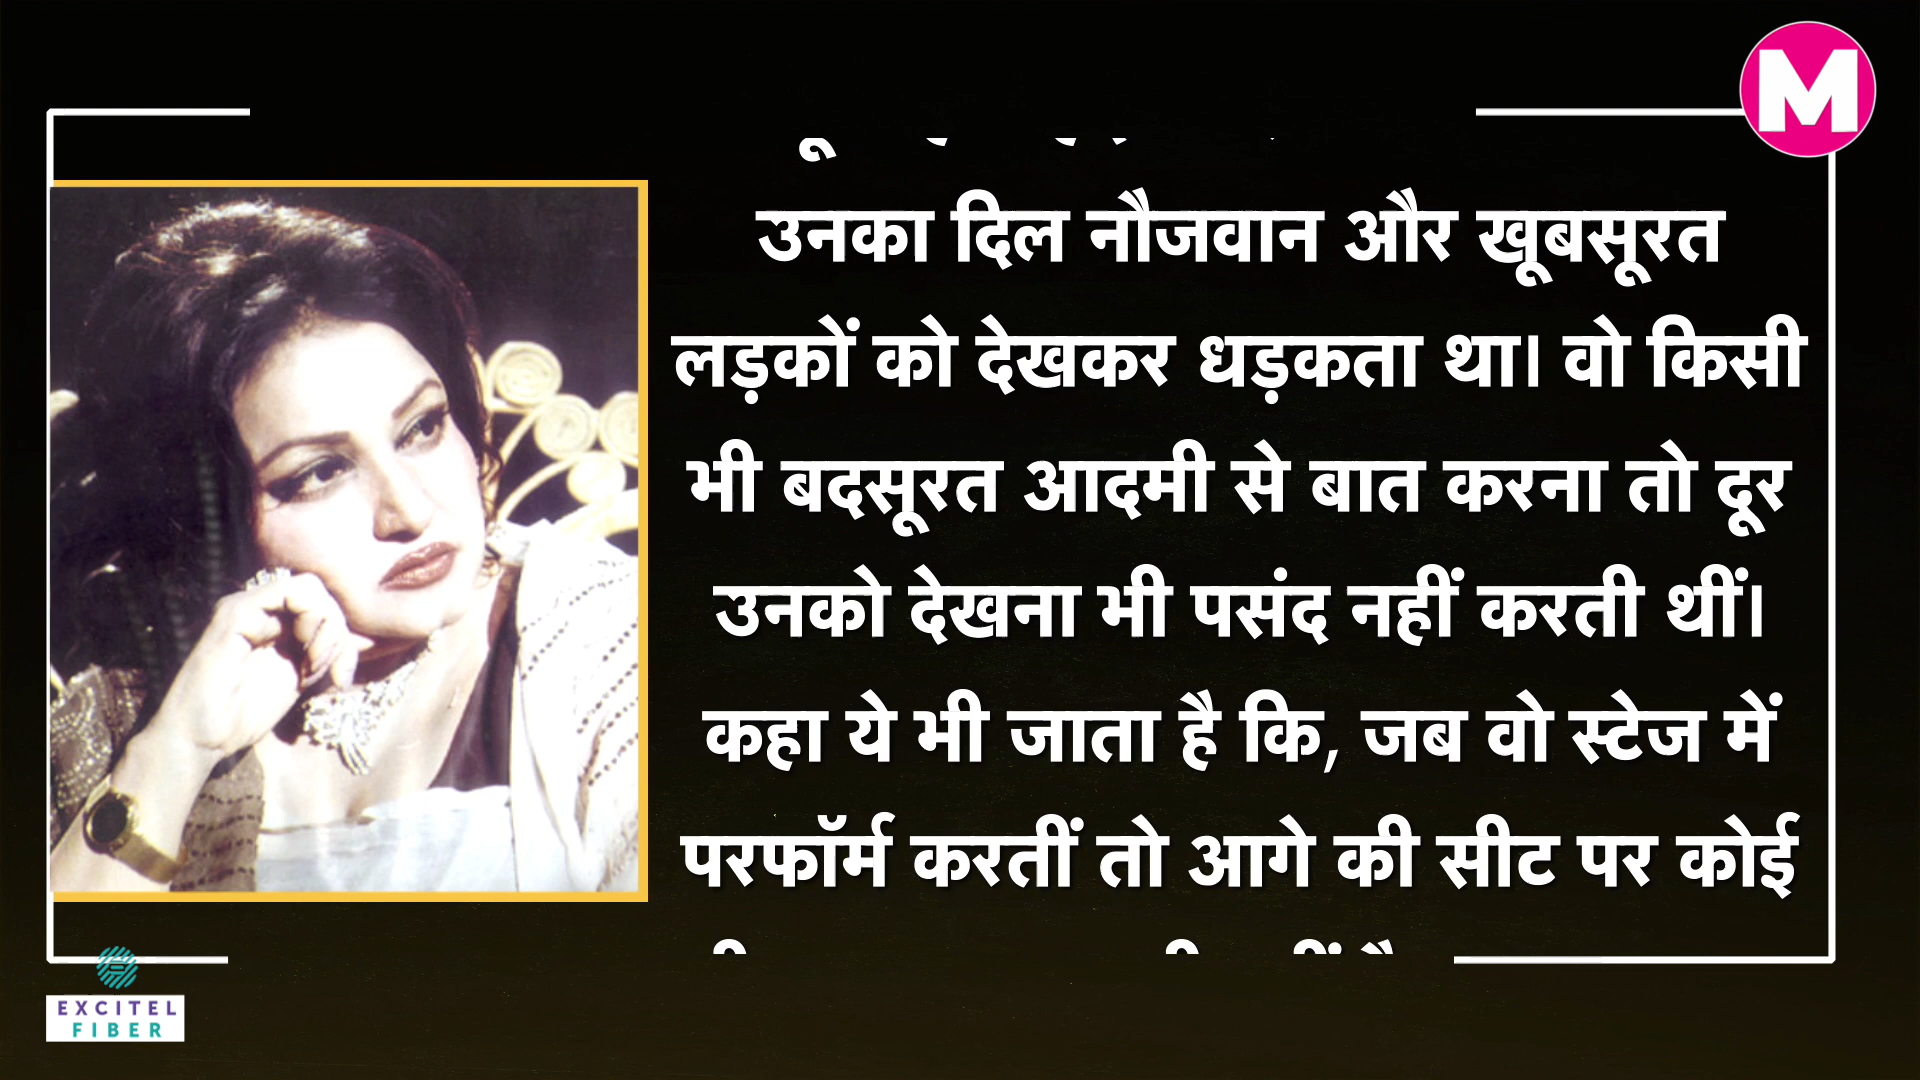 M
उनका दिल नौजवान और खूबसूरत
लड़कों को देखकर धड़कता था। वो किसी
भी बदसूरत आदमी से बात करना तो दूर
उनको देखना भी पसंद नहीं करती थीं।
कहा ये भी जाता है कि, जब वो स्टेज में
परफॉर्म करतीं तो आगे की सीट पर कोई
EXCITEL
FIBER